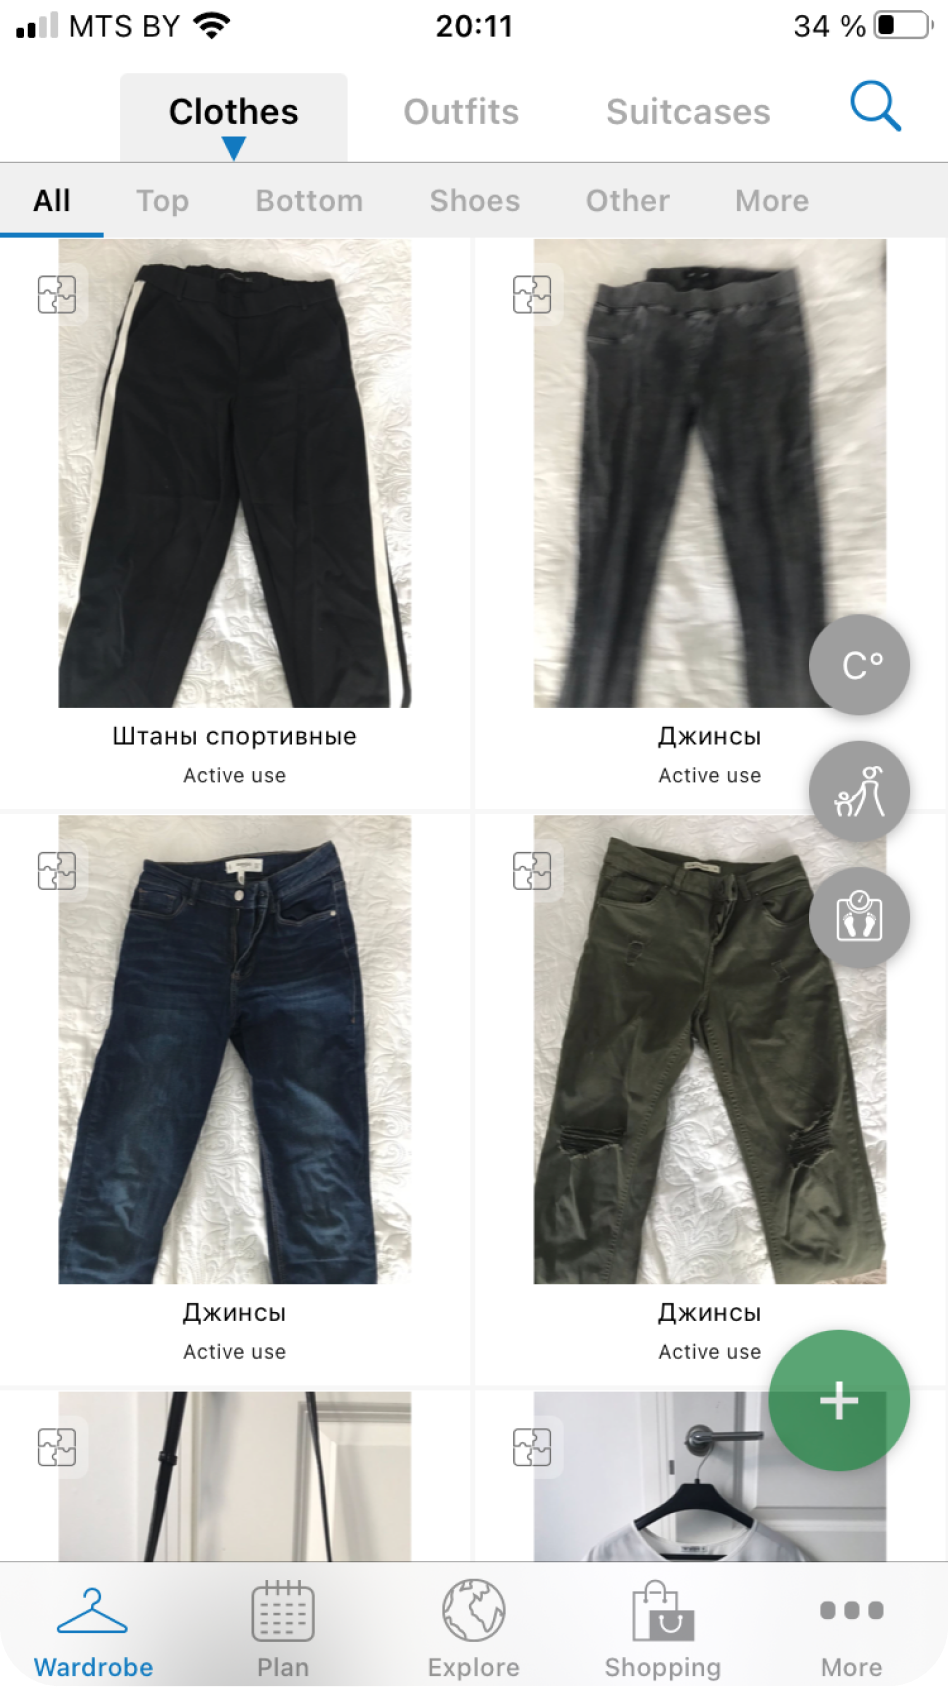 MTS BY
20:11
34 %
Clothes
Outfits
Suitcases
All
Top
Bottom
Shoes
Other
More
C°
Штаны спортивные
Active use
Джинсы
Active use
Джинсы
Active use
Джинсы
Active use
+
Wardrobe
Plan
Explore
Shopping
More